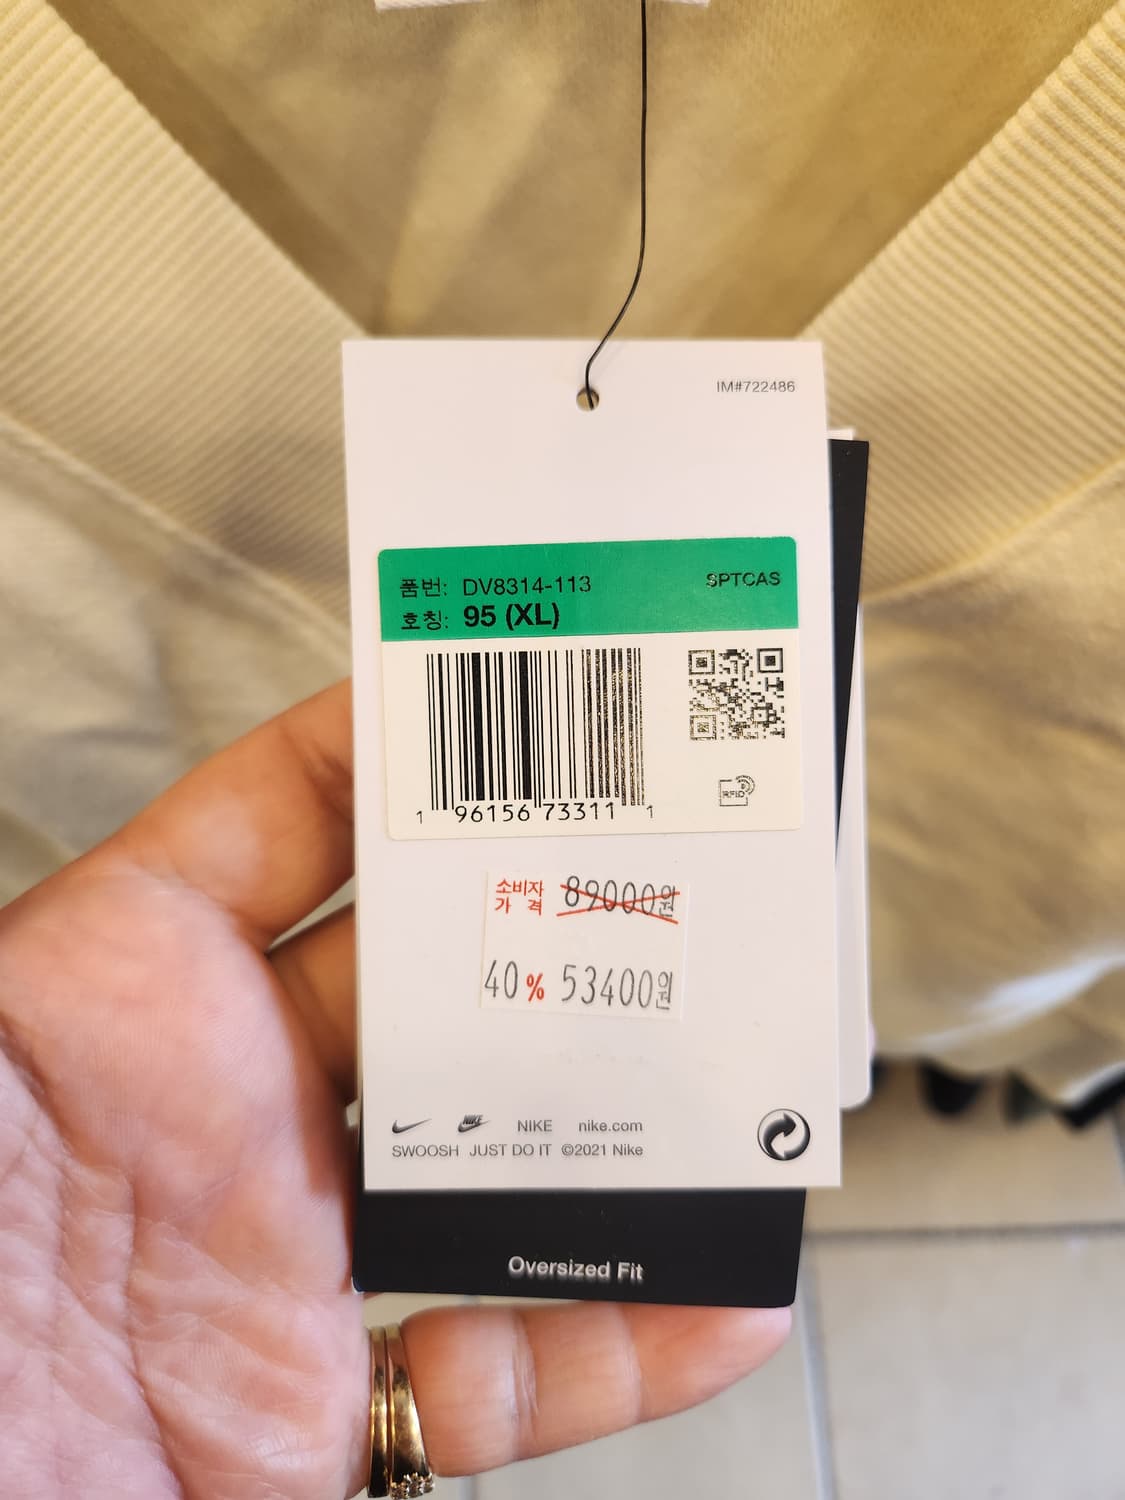 IM#722486
품번: DV8314-113 SPTCAS
호칭: 95 (XL)
1 96156 73311 1
RFID
소비자
가 격 89000원
40% 53400원
NIKE NIKE nike.com
SWOOSH JUST DO IT ©2021 Nike
Oversized Fit